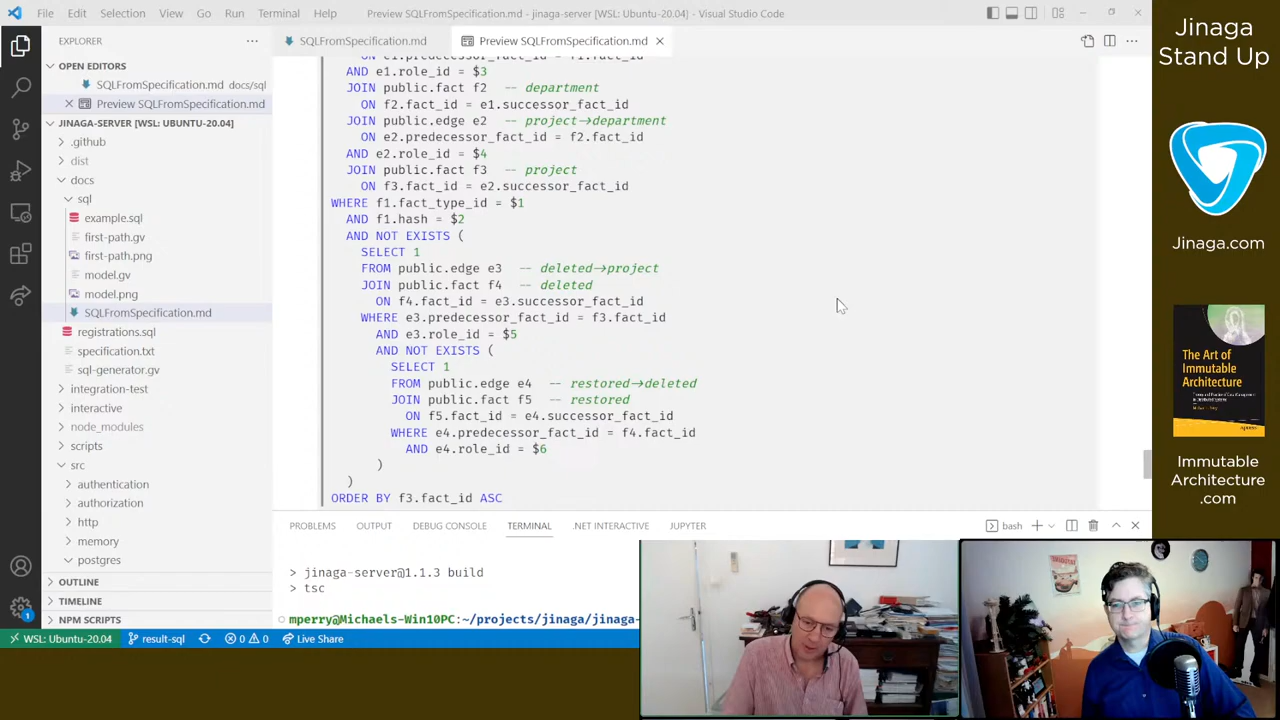 File Edit Selection View Go Run Terminal Help
Preview SQLFromSpecification.md - jinaga-server [WSL: Ubuntu-20.04] - Visual Studio Code
EXPLORER
OPEN EDITORS
SQLFromSpecification.md docs/sql
Preview SQLFromSpecification.md
JINAGA-SERVER [WSL: UBUNTU-20.04]
.github
dist
docs
sql
example.sql
first-path.gv
first-path.png
model.gv
model.png
SQLFromSpecification.md
registrations.sql
specification.txt
sql-generator.gv
integration-test
interactive
node_modules
scripts
src
authentication
authorization
http
memory
postgres
OUTLINE
TIMELINE
NPM SCRIPTS
SQLFromSpecification.md
Preview SQLFromSpecification.md
ON e1.predecessor_fact_id = f1.fact_id
AND e1.role_id = $3
JOIN public.fact f2 -- department
ON f2.fact_id = e1.successor_fact_id
JOIN public.edge e2 -- project->department
ON e2.predecessor_fact_id = f2.fact_id
AND e2.role_id = $4
JOIN public.fact f3 -- project
ON f3.fact_id = e2.successor_fact_id
WHERE f1.fact_type_id = $1
AND f1.hash = $2
AND NOT EXISTS (
SELECT 1
FROM public.edge e3 -- deleted->project
JOIN public.fact f4 -- deleted
ON f4.fact_id = e3.successor_fact_id
WHERE e3.predecessor_fact_id = f3.fact_id
AND e3.role_id = $5
AND NOT EXISTS (
SELECT 1
FROM public.edge e4 -- restored->deleted
JOIN public.fact f5 -- restored
ON f5.fact_id = e4.successor_fact_id
WHERE e4.predecessor_fact_id = f4.fact_id
AND e4.role_id = $6
)
)
ORDER BY f3.fact_id ASC
PROBLEMS OUTPUT DEBUG CONSOLE TERMINAL .NET INTERACTIVE JUPYTER
bash
> jinaga-server@1.1.3 build
> tsc
mperry@Michaels-Win10PC:~/projects/jinaga/jinaga-
WSL: Ubuntu-20.04 result-sql 0 0 Live Share
1
Jinaga
Stand Up
Jinaga.com
The Art of
Immutable
Architecture
Immutable
Architecture
.com